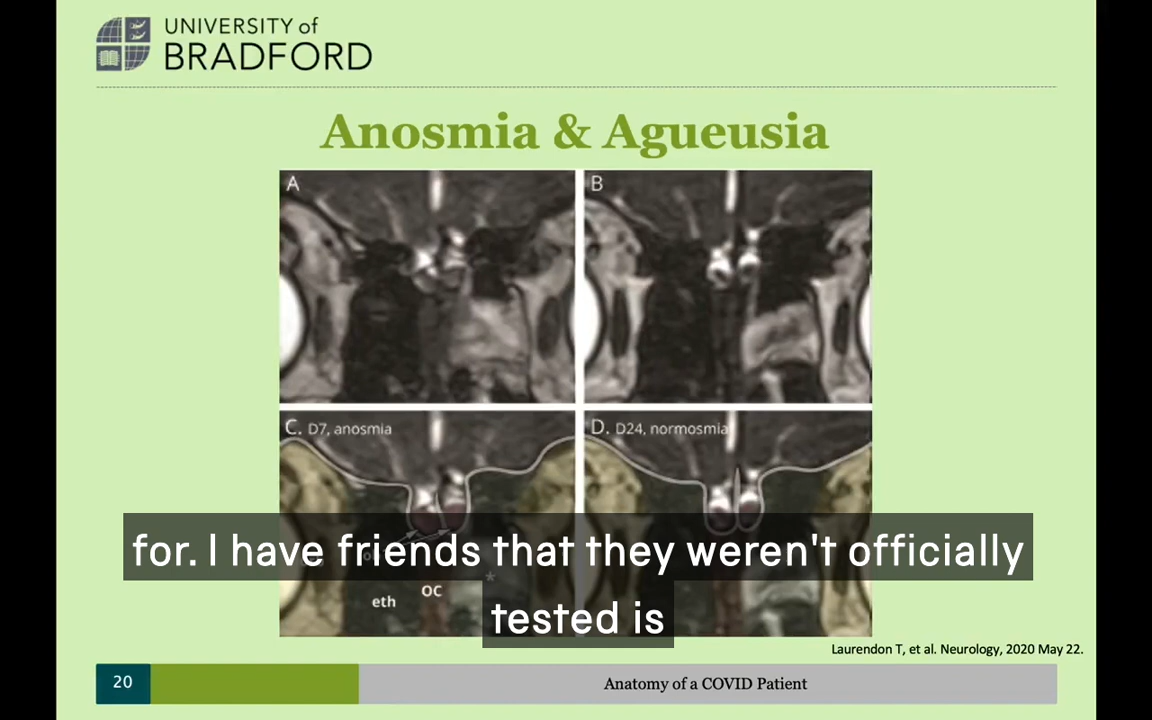 UNIVERSITY of
BRADFORD
Anosmia & Agueusia
A
B
C. D7, anosmia
D. D24, normosmia
for. I have friends that they weren't officially
tested is
eth
OC
*
Laurendon T, et al. Neurology, 2020 May 22.
20
Anatomy of a COVID Patient